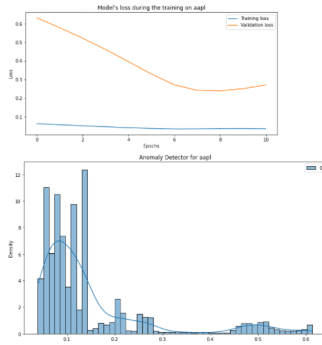 Model's loss during the training on aapl
Training loss
Validation loss
0.6
0.5
0.4
0.3
0.2
0.1
Loss
0 2 4 6 8 10
Epochs
Anomaly Detector for aapl
12
10
8
6
4
2
0
Density
0.1 0.2 0.3 0.4 0.5 0.6